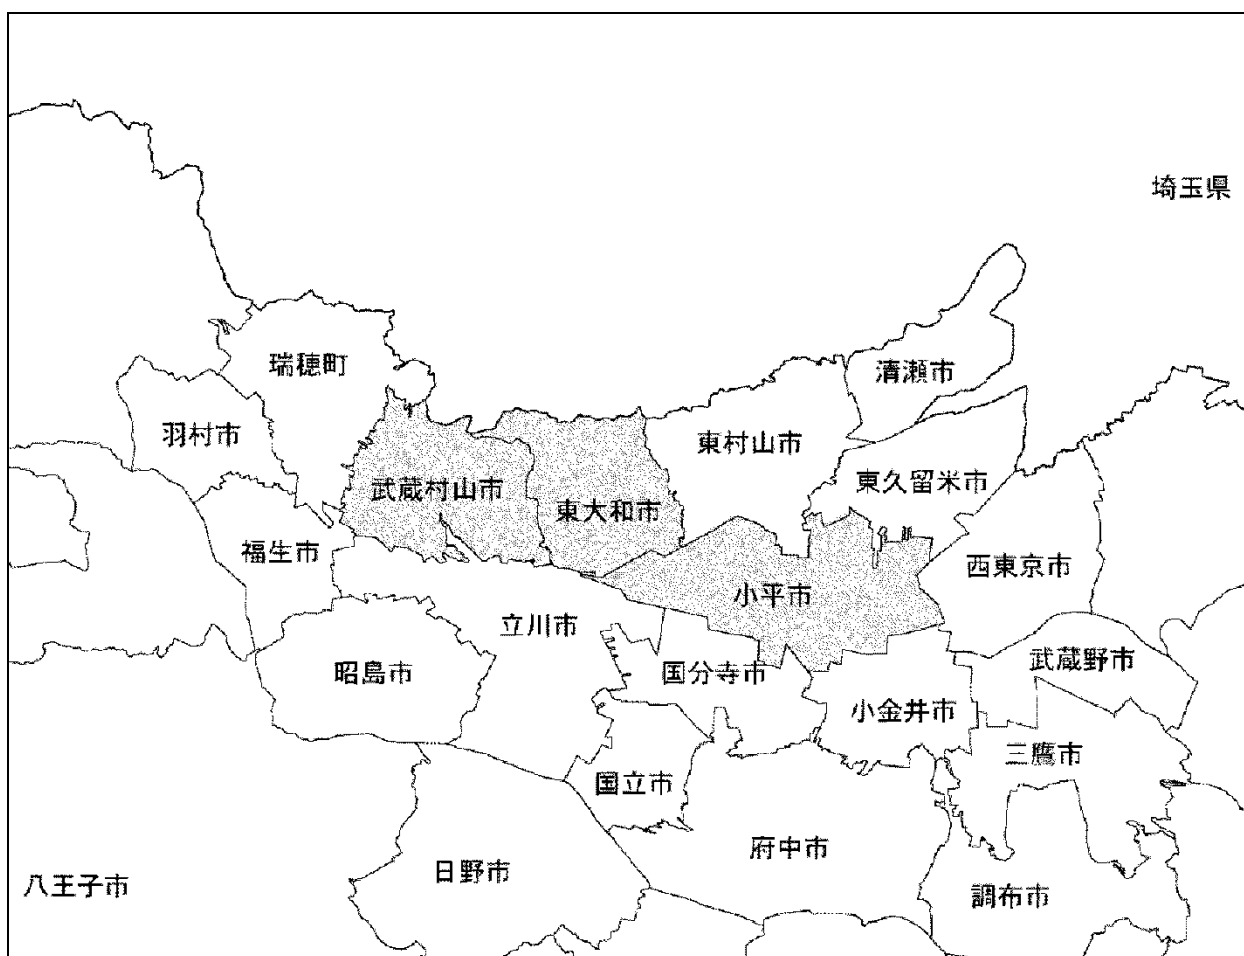 埼玉県
瑞穂町
清瀬市
羽村市
東村山市
武蔵村山市
東久留米市
東大和市
福生市
西東京市
小平市
立川市
昭島市
国分寺市
武蔵野市
小金井市
三鷹市
国立市
府中市
日野市
八王子市
調布市